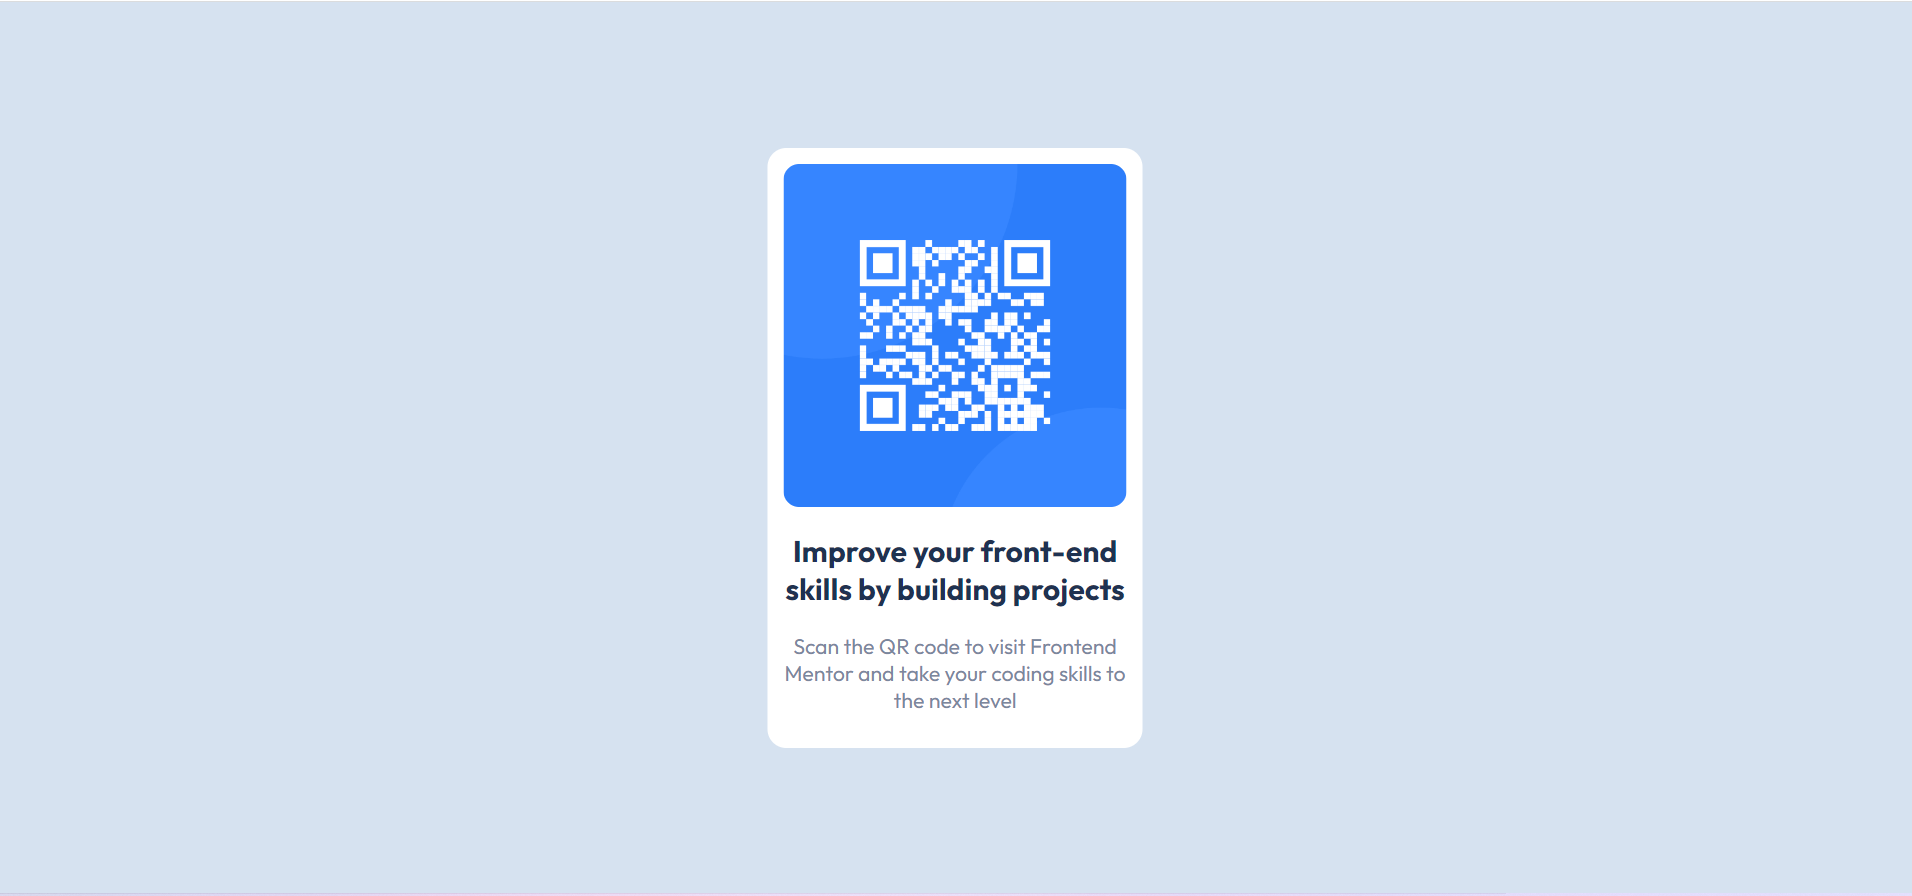 Improve your front-end
skills by building projects
Scan the QR code to visit Frontend
Mentor and take your coding skills to
the next level